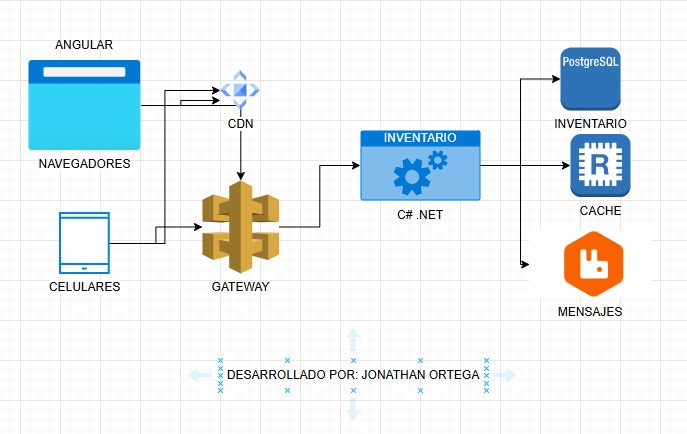 ANGULAR
NAVEGADORES
CELULARES
CDN
GATEWAY
INVENTARIO
C# .NET
PostgreSQL
INVENTARIO
R
CACHE
MENSAJES
DESARROLLADO POR: JONATHAN ORTEGA